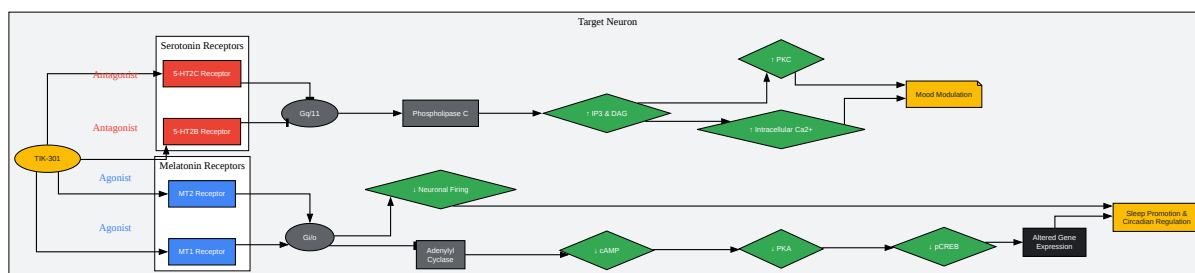 Target Neuron
Serotonin Receptors
Antagonist
5-HT2C Receptor
Antagonist
5-HT2B Receptor
Gq/11
Phospholipase C
↑ IP3 & DAG
↑ PKC
↑ Intracellular Ca2+
Mood Modulation
TIK-301
Melatonin Receptors
Agonist
MT2 Receptor
Agonist
MT1 Receptor
Gi/o
↓ Neuronal Firing
Adenylyl
Cyclase
↓ cAMP
↓ PKA
↓ pCREB
Altered Gene
Expression
Sleep Promotion &
Circadian Regulation